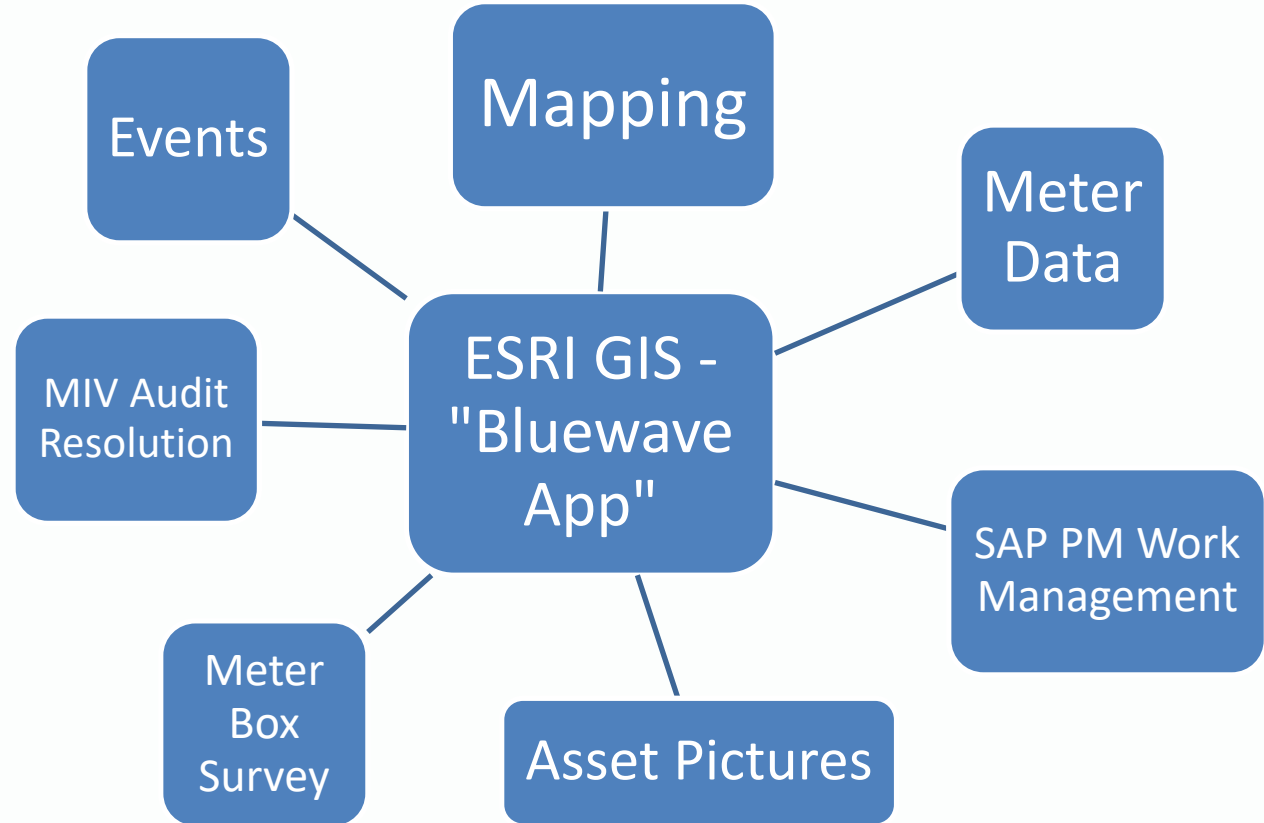 Mapping
Events
Meter
Data
ESRI GIS -
"Bluewave
App"
MIV Audit
Resolution
SAP PM Work
Management
Meter
Box
Survey
Asset Pictures